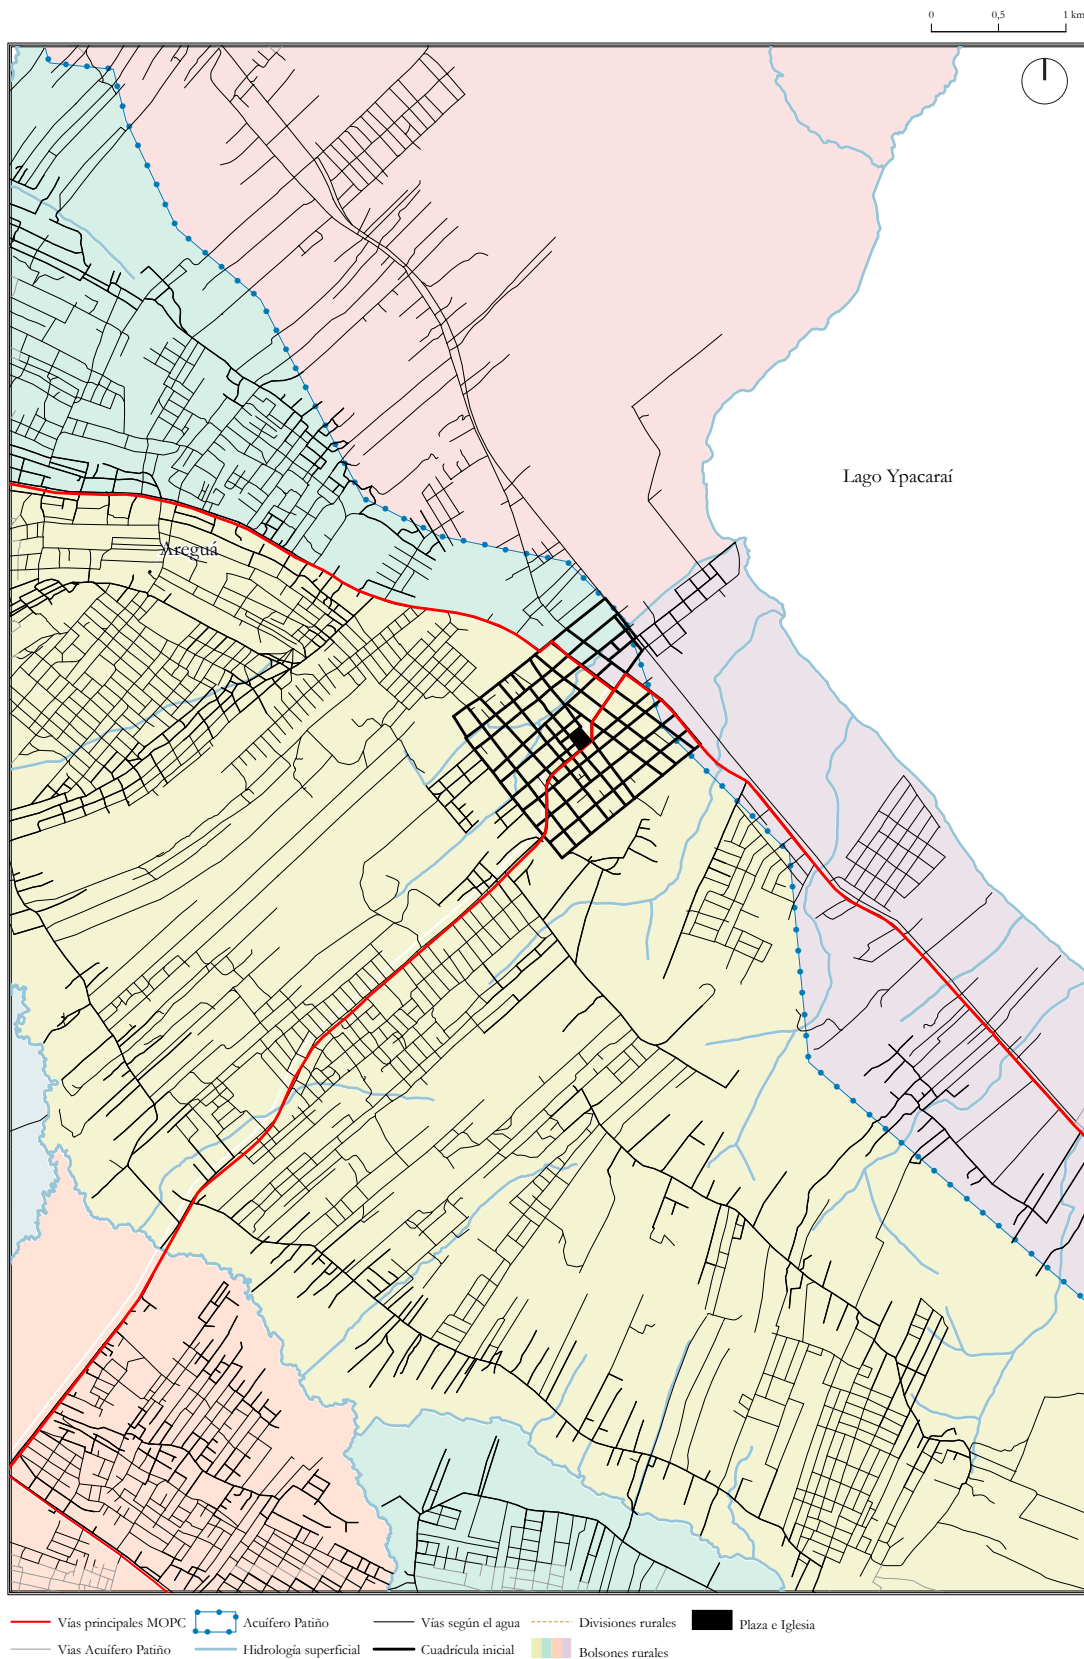 0 0,5 1 km
Lago Ypacaraí
Areguá
Vías principales MOPC Acuífero Patiño Vías según el agua Divisiones rurales Plaza e Iglesia
Vias Acuífero Patiño Hidrología superficial Cuadrícula inicial Bolsones rurales